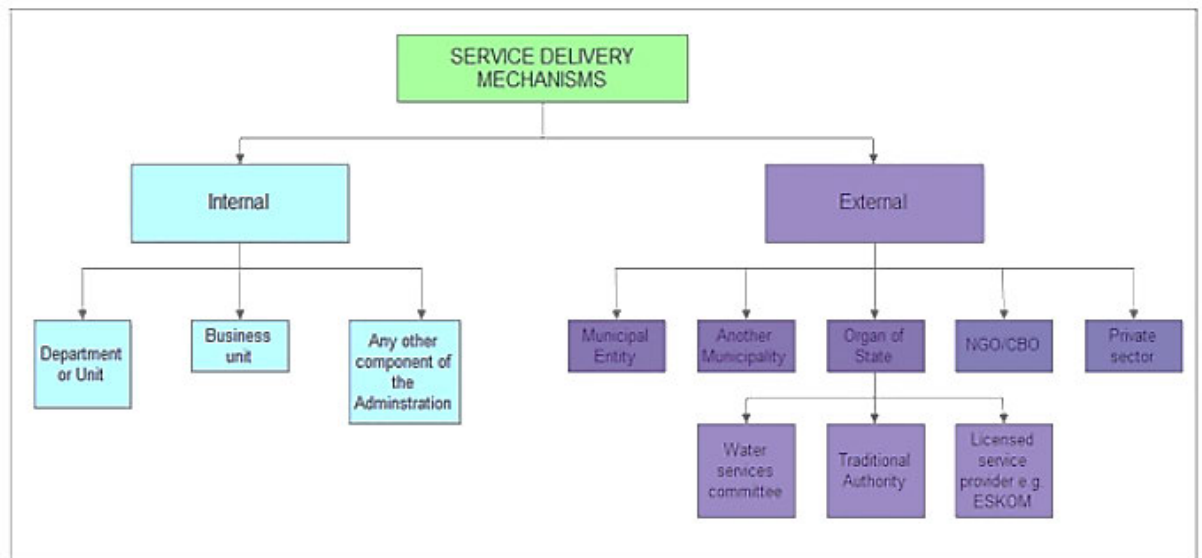 SERVICE DELIVERY
MECHANISMS
Internal
External
Department
or Unit
Business
unit
Any other
component of
the
Adminstration
Municipal
Entity
Another
Municipality
Organ of
State
NGO/CBO
Private
sector
Water
services
committee
Traditional
Authority
Licensed
service
provider e.g.
ESKOM